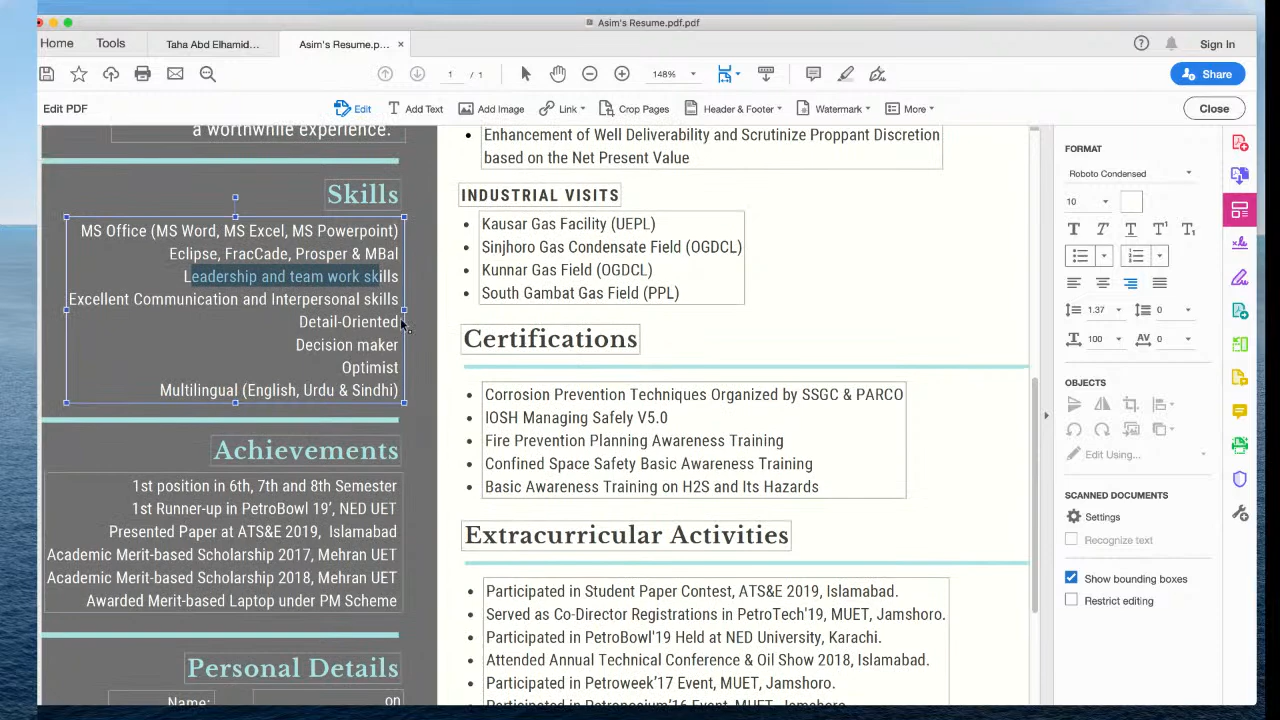 Asim's Resume.pdf.pdf
Home
Tools
Taha Abd Elhamid...
Asim's Resume.p...
×
Sign In
1 / 1
148%
Share
Edit PDF
Edit
Add Text
Add Image
Link
Crop Pages
Header & Footer
Watermark
More
Close
a worthwhile experience.
Skills
MS Office (MS Word, MS Excel, MS Powerpoint)
Eclipse, FracCade, Prosper & MBal
Leadership and team work skills
Excellent Communication and Interpersonal skills
Detail-Oriented
Decision maker
Optimist
Multilingual (English, Urdu & Sindhi)
Achievements
1st position in 6th, 7th and 8th Semester
1st Runner-up in PetroBowl 19', NED UET
Presented Paper at ATS&E 2019, Islamabad
Academic Merit-based Scholarship 2017, Mehran UET
Academic Merit-based Scholarship 2018, Mehran UET
Awarded Merit-based Laptop under PM Scheme
Personal Details
Name:
• Enhancement of Well Deliverability and Scrutinize Proppant Discretion
based on the Net Present Value
INDUSTRIAL VISITS
• Kausar Gas Facility (UEPL)
• Sinjhoro Gas Condensate Field (OGDCL)
• Kunnar Gas Field (OGDCL)
• South Gambat Gas Field (PPL)
Certifications
• Corrosion Prevention Techniques Organized by SSGC & PARCO
• IOSH Managing Safely V5.0
• Fire Prevention Planning Awareness Training
• Confined Space Safety Basic Awareness Training
• Basic Awareness Training on H2S and Its Hazards
Extracurricular Activities
• Participated in Student Paper Contest, ATS&E 2019, Islamabad.
• Served as Co-Director Registrations in PetroTech'19, MUET, Jamshoro.
• Participated in PetroBowl'19 Held at NED University, Karachi.
• Attended Annual Technical Conference & Oil Show 2018, Islamabad.
• Participated in Petroweek'17 Event, MUET, Jamshoro.
FORMAT
Roboto Condensed
10
T T T T¹ T₁
1.37
0
100
AV 0
OBJECTS
Edit Using...
SCANNED DOCUMENTS
Settings
Recognize text
Show bounding boxes
Restrict editing